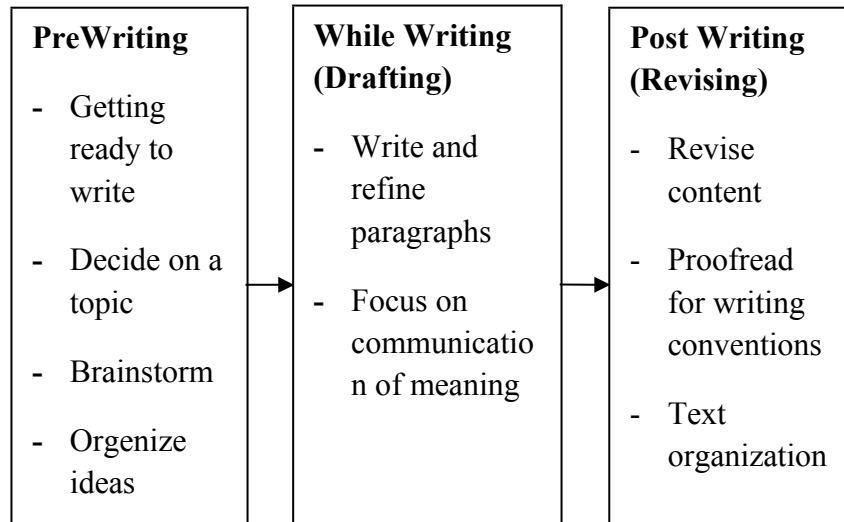 PreWriting
- Getting
ready to
write
- Decide on a
topic
- Brainstorm
- Orgenize
ideas
While Writing
(Drafting)
- Write and
refine
paragraphs
- Focus on
communicatio
n of meaning
Post Writing
(Revising)
- Revise
content
- Proofread
for writing
conventions
- Text
organization